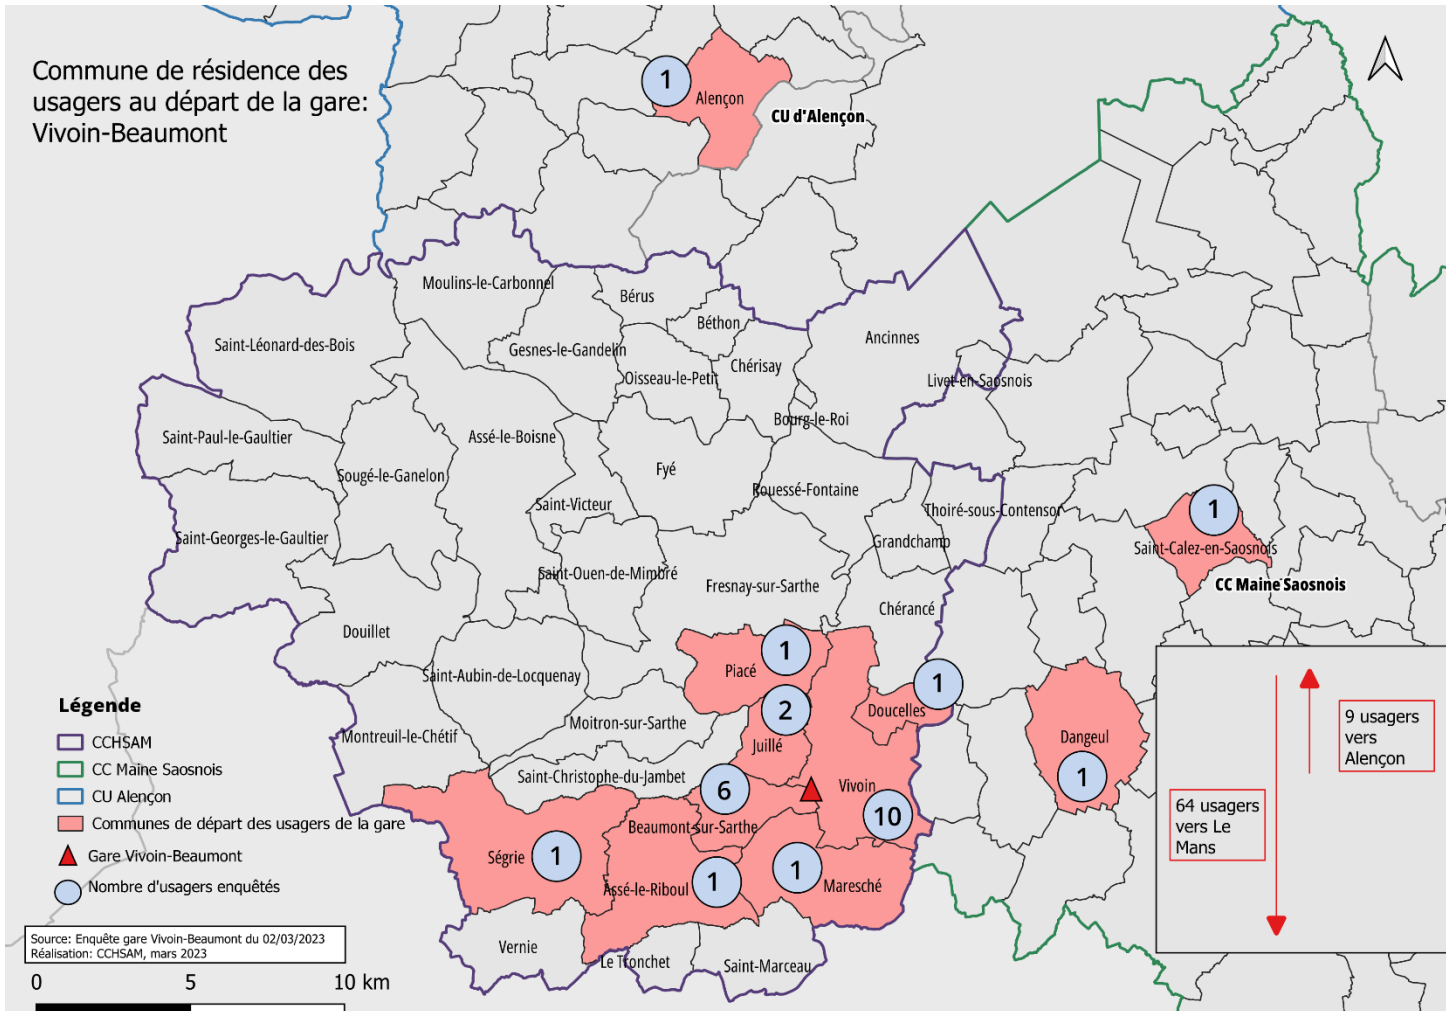 Commune de résidence des
usagers au départ de la gare:
Vivoin-Beaumont
1
Alençon
CU d'Alençon
Moulins-le-Carbonnel
Bérus
Béthon
Ancinnes
Saint-Léonard-des-Bois
Gesnes-le-Gandelin
Chérisay
Oisseau-le-Petit
Livet-en-Saosnois
Bourg-le-Roi
Saint-Paul-le-Gaultier
Assé-le-Boisne
Fyé
Sougé-le-Ganelon
Rouessé-Fontaine
Saint-Victeur
Thoiré-sous-Contensor
1
Saint-Georges-le-Gaultier
Grandchamp
Saint-Calez-en-Saosnois
Saint-Ouen-de-Mimbré
Fresnay-sur-Sarthe
CC Maine Saosnois
Chérancé
Douillet
1
Piacé
Saint-Aubin-de-Locquenay
1
Doucelles
2
Juillé
Moitron-sur-Sarthe
Montreuil-le-Chétif
Dangeul
1
Saint-Christophe-du-Jambet
6
Vivoin
10
Beaumont-sur-Sarthe
Ségrie
1
Assé-le-Riboul
1
1
Maresché
Vernie
Le Tronchet
Saint-Marceau
Légende
CCHSAM
CC Maine Saosnois
CU Alençon
Communes de départ des usagers de la gare
Gare Vivoin-Beaumont
Nombre d'usagers enquêtés
9 usagers
vers
Alençon
64 usagers
vers Le
Mans
Source: Enquête gare Vivoin-Beaumont du 02/03/2023
Réalisation: CCHSAM, mars 2023
0 5 10 km